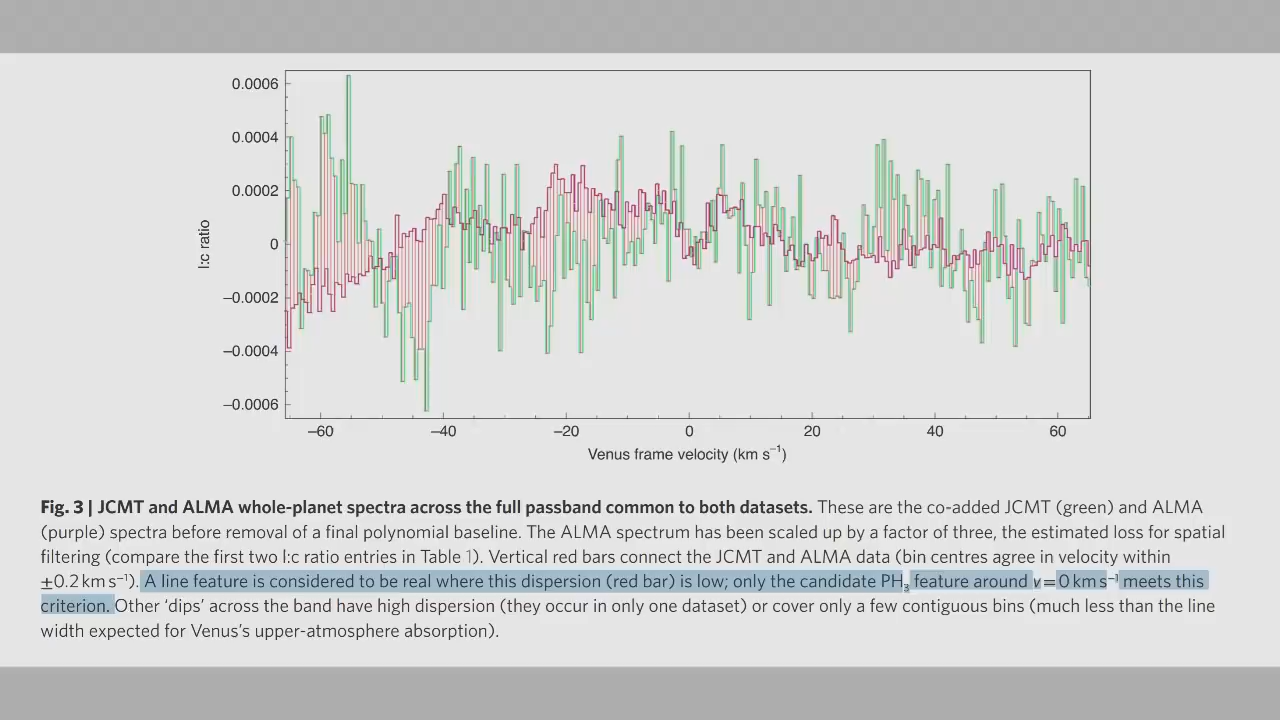 0.0006
0.0004
0.0002
0
–0.0002
–0.0004
–0.0006
l:c ratio
–60
–40
–20
0
20
40
60
Venus frame velocity (km s⁻¹)
Fig. 3 | JCMT and ALMA whole-planet spectra across the full passband common to both datasets. These are the co-added JCMT (green) and ALMA
(purple) spectra before removal of a final polynomial baseline. The ALMA spectrum has been scaled up by a factor of three, the estimated loss for spatial
filtering (compare the first two l:c ratio entries in Table 1). Vertical red bars connect the JCMT and ALMA data (bin centres agree in velocity within
±0.2 km s⁻¹). A line feature is considered to be real where this dispersion (red bar) is low; only the candidate PH₃ feature around v = 0 km s⁻¹ meets this
criterion. Other ‘dips’ across the band have high dispersion (they occur in only one dataset) or cover only a few contiguous bins (much less than the line
width expected for Venus’s upper-atmosphere absorption).